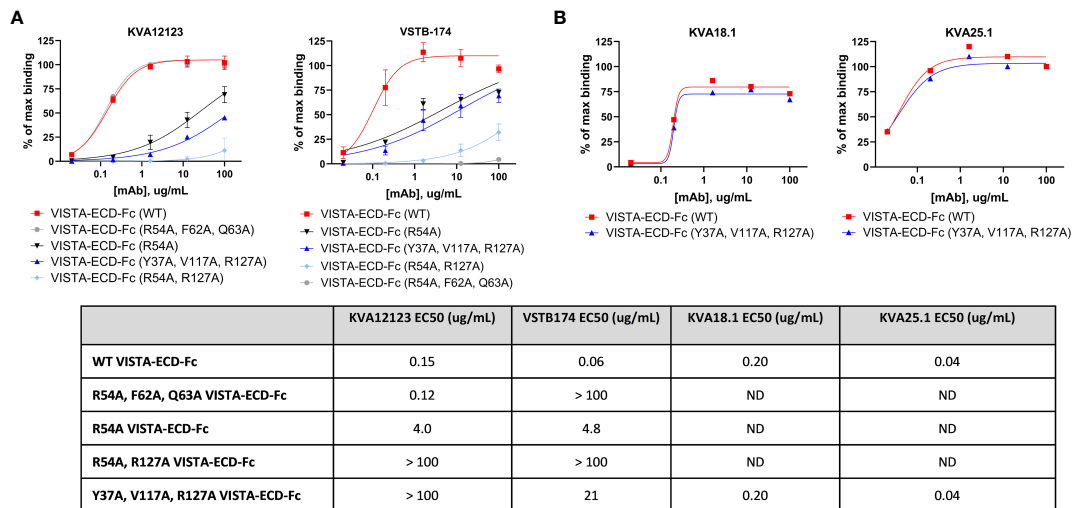 A
B
KVA12123
% of max binding
125
100
75
50
25
0
0.1
1
10
100
[mAb], ug/mL
VISTA-ECD-Fc (WT)
VISTA-ECD-Fc (R54A, F62A, Q63A)
VISTA-ECD-Fc (R54A)
VISTA-ECD-Fc (Y37A, V117A, R127A)
VISTA-ECD-Fc (R54A, R127A)
VSTB-174
% of max binding
125
100
75
50
25
0
0.1
1
10
100
[mAb], ug/mL
VISTA-ECD-Fc (WT)
VISTA-ECD-Fc (R54A)
VISTA-ECD-Fc (Y37A, V117A, R127A)
VISTA-ECD-Fc (R54A, R127A)
VISTA-ECD-Fc (R54A, F62A, Q63A)
KVA18.1
% of max binding
125
100
75
50
25
0
0.1
1
10
100
[mAb], ug/mL
VISTA-ECD-Fc (WT)
VISTA-ECD-Fc (Y37A, V117A, R127A)
KVA25.1
% of max binding
125
100
75
50
25
0
0.1
1
10
100
[mAb], ug/mL
VISTA-ECD-Fc (WT)
VISTA-ECD-Fc (Y37A, V117A, R127A)
KVA12123 EC50 (ug/mL) VSTB174 EC50 (ug/mL) KVA18.1 EC50 (ug/mL) KVA25.1 EC50 (ug/mL)
WT VISTA-ECD-Fc 0.15 0.06 0.20 0.04
R54A, F62A, Q63A VISTA-ECD-Fc 0.12 > 100 ND ND
R54A VISTA-ECD-Fc 4.0 4.8 ND ND
R54A, R127A VISTA-ECD-Fc > 100 > 100 ND ND
Y37A, V117A, R127A VISTA-ECD-Fc > 100 21 0.20 0.04